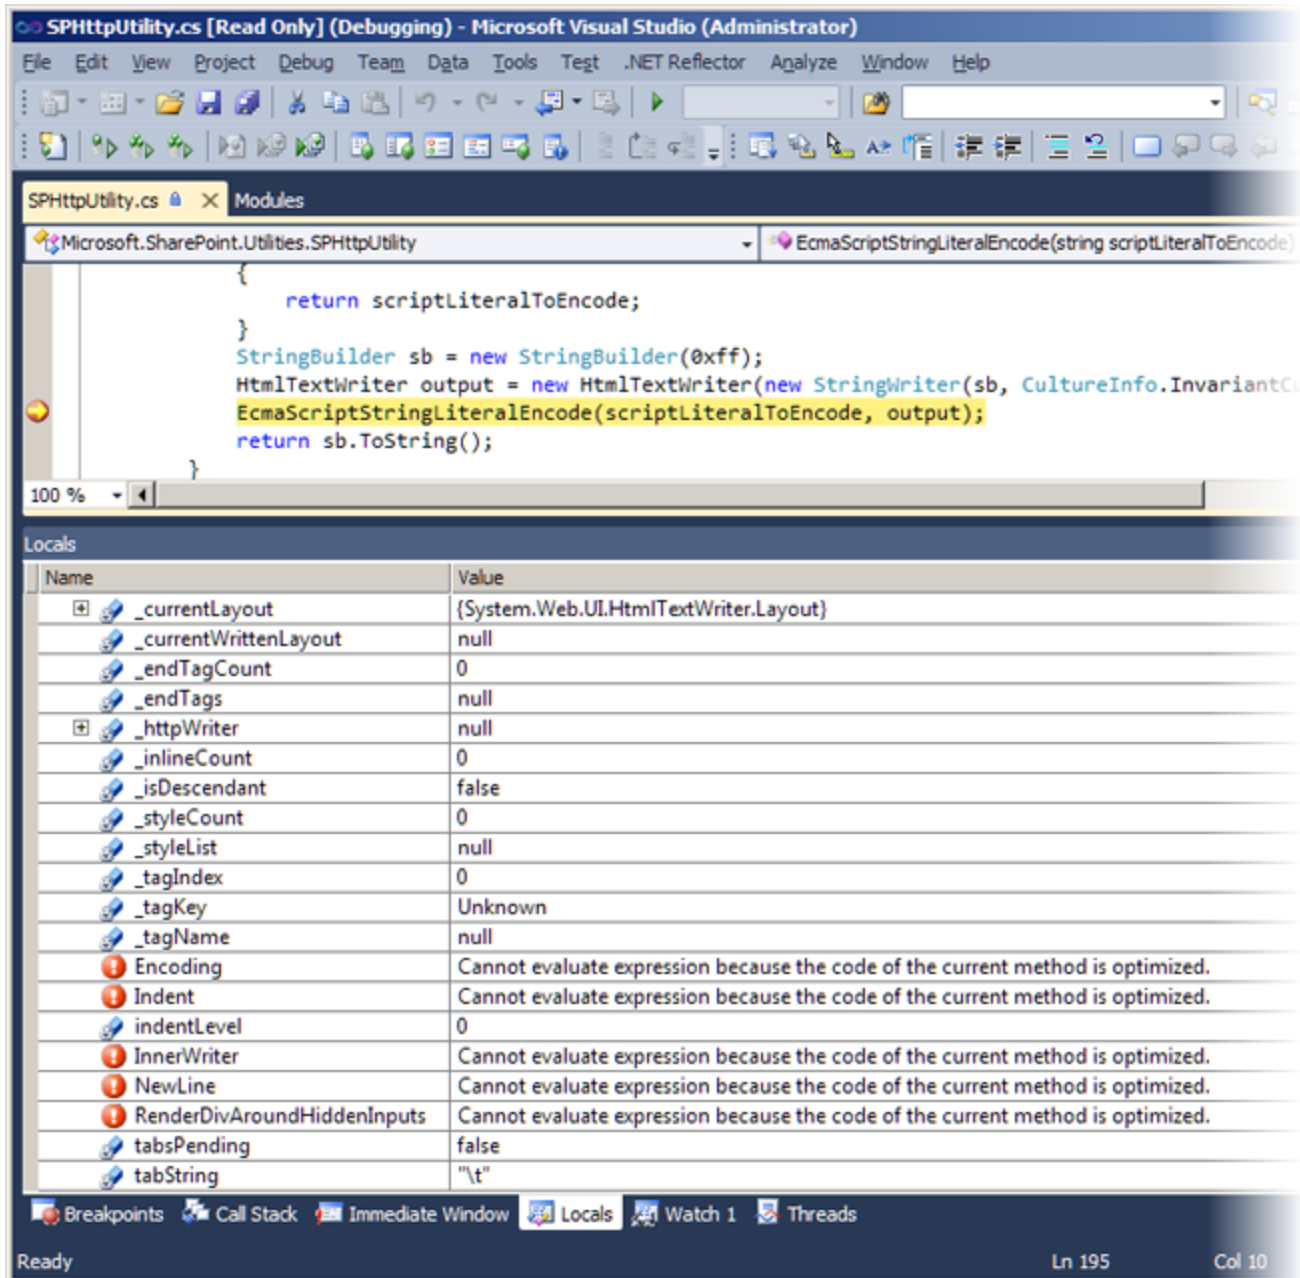 SPHttpUtility.cs [Read Only] (Debugging) - Microsoft Visual Studio (Administrator)
File Edit View Project Debug Team Data Tools Test .NET Reflector Analyze Window Help
SPHttpUtility.cs Modules
Microsoft.SharePoint.Utilities.SPHttpUtility EcmaScriptStringLiteralEncode(string scriptLiteralToEncode)
{
return scriptLiteralToEncode;
}
StringBuilder sb = new StringBuilder(0xff);
HtmlTextWriter output = new HtmlTextWriter(new StringWriter(sb, CultureInfo.InvariantCu
EcmaScriptStringLiteralEncode(scriptLiteralToEncode, output);
return sb.ToString();
}
100 %
Locals
Name Value
_currentLayout {System.Web.UI.HtmlTextWriter.Layout}
_currentWrittenLayout null
_endTagCount 0
_endTags null
_httpWriter null
_inlineCount 0
_isDescendant false
_styleCount 0
_styleList null
_tagIndex 0
_tagKey Unknown
_tagName null
Encoding Cannot evaluate expression because the code of the current method is optimized.
Indent Cannot evaluate expression because the code of the current method is optimized.
indentLevel 0
InnerWriter Cannot evaluate expression because the code of the current method is optimized.
NewLine Cannot evaluate expression because the code of the current method is optimized.
RenderDivAroundHiddenInputs Cannot evaluate expression because the code of the current method is optimized.
tabsPending false
tabString "\t"
Breakpoints Call Stack Immediate Window Locals Watch 1 Threads
Ready Ln 195 Col 10